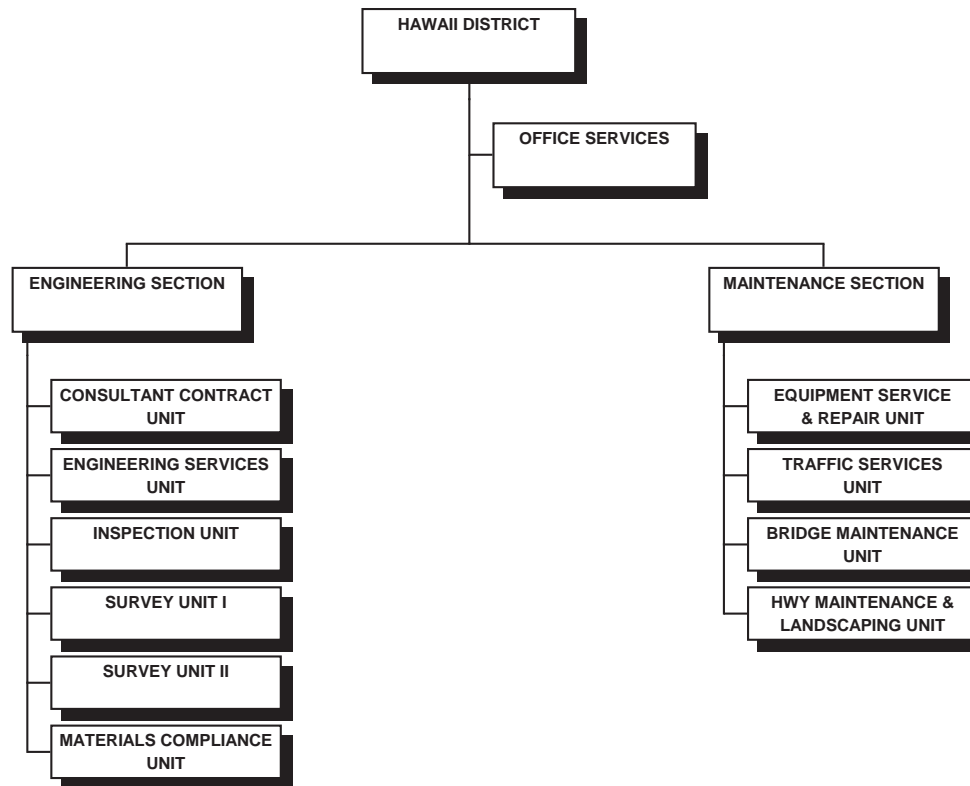 HAWAII DISTRICT
OFFICE SERVICES
ENGINEERING SECTION
CONSULTANT CONTRACT
UNIT
ENGINEERING SERVICES
UNIT
INSPECTION UNIT
SURVEY UNIT I
SURVEY UNIT II
MATERIALS COMPLIANCE
UNIT
MAINTENANCE SECTION
EQUIPMENT SERVICE
& REPAIR UNIT
TRAFFIC SERVICES
UNIT
BRIDGE MAINTENANCE
UNIT
HWY MAINTENANCE &
LANDSCAPING UNIT